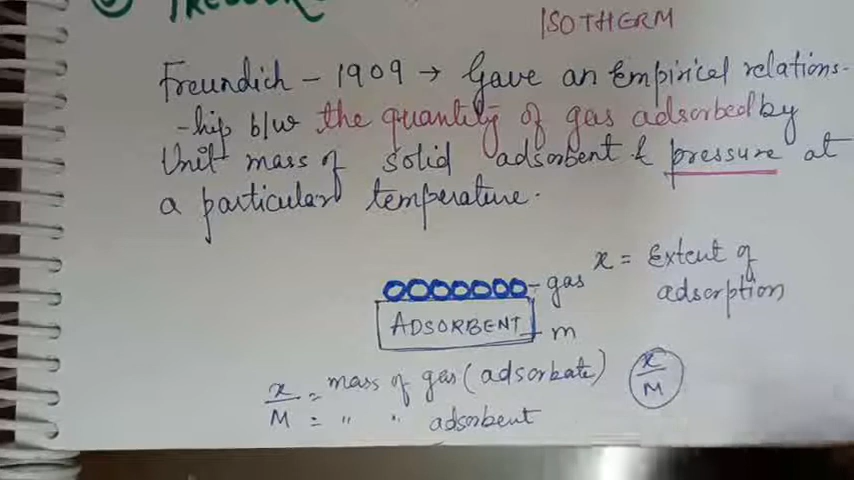 ISOTHERM
Freundich - 1909 → Gave an Empirical relations-
-hip b/w the quantity of gas adsorbed by
Unit mass of solid adsorbent & pressure at
a particular temperature.
gas
x = Extent of
adsorption
ADSORBENT
m
x/M = mass of gas (adsorbate)
= " " adsorbent
x/M